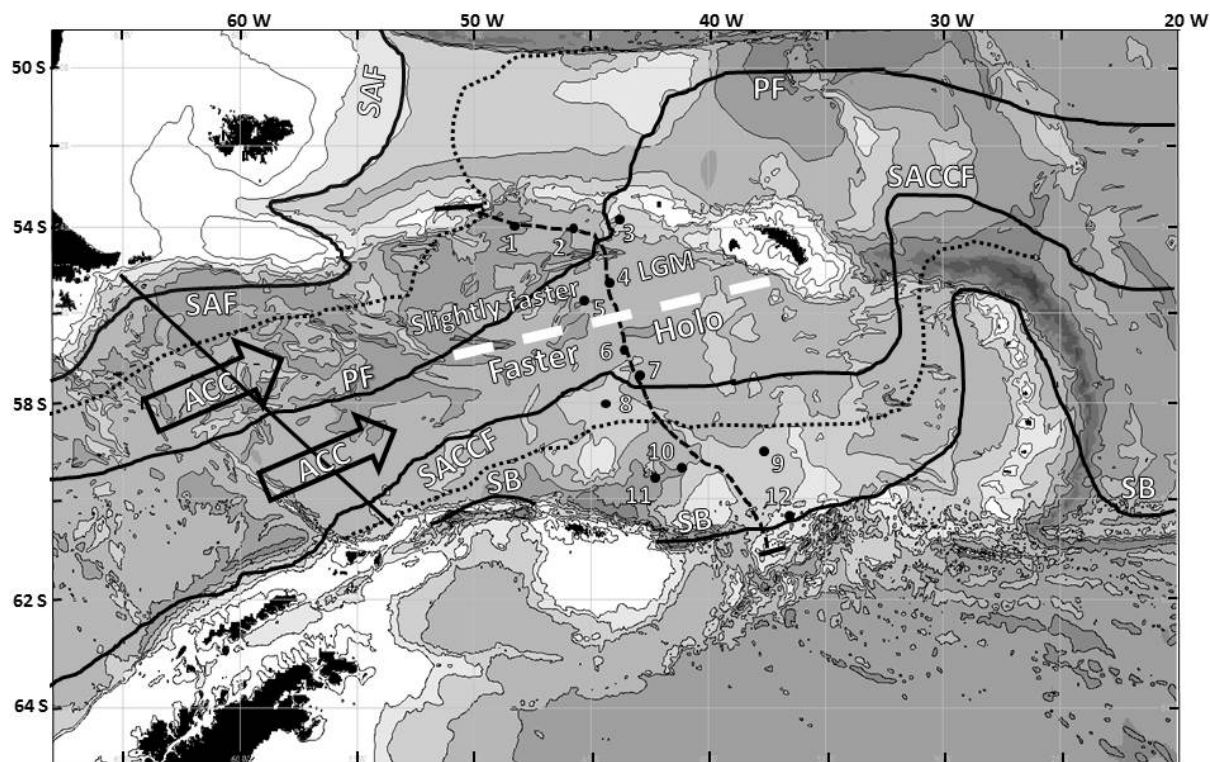 60 W 50 W 40 W 30 W 20 W
50 S
SAF
PF
SACCF
54 S
1
2
3
4 LGM
SAF
Slightly faster
5
Holo
Faster
6
7
ACC
PF
58 S
8
ACC
SACCF
10
9
11
12
SB
SB
SB
62 S
64 S